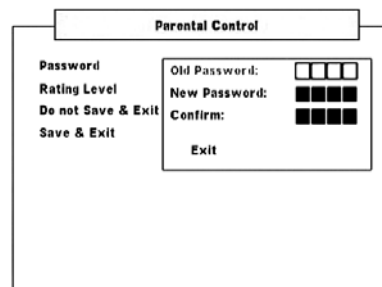 Parental Control
Password
Rating Level
Do not Save & Exit
Save & Exit
Old Password:
New Password:
Confirm:
Exit